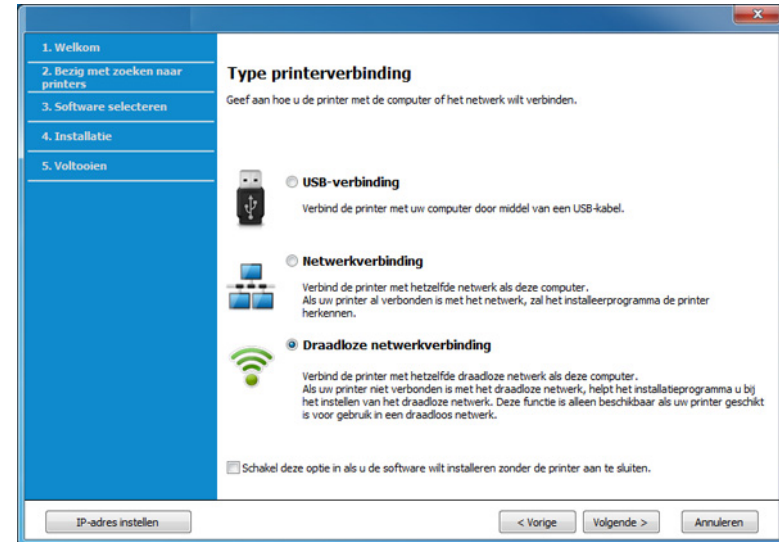 1. Welkom
2. Bezig met zoeken naar
printers
3. Software selecteren
4. Installatie
5. Voltooien
Type printerverbinding
Geef aan hoe u de printer met de computer of het netwerk wilt verbinden.
USB-verbinding
Verbind de printer met uw computer door middel van een USB-kabel.
Netwerkverbinding
Verbind de printer met hetzelfde netwerk als deze computer.
Als uw printer al verbonden is met het netwerk, zal het installeerprogramma de printer
herkennen.
Draadloze netwerkverbinding
Verbind de printer met hetzelfde draadloze netwerk als deze computer.
Als uw printer niet verbonden is met het draadloze netwerk, helpt het installatieprogramma u bij
het instellen van het draadloze netwerk. Deze functie is alleen beschikbaar als uw printer geschikt
is voor gebruik in een draadloos netwerk.
Schakel deze optie in als u de software wilt installeren zonder de printer aan te sluiten.
IP-adres instellen
< Vorige
Volgende >
Annuleren